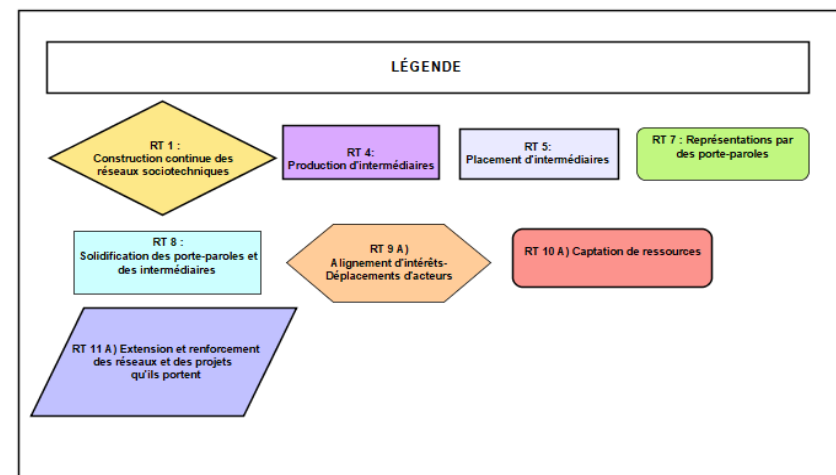 LÉGENDE
RT 1 :
Construction continue des
réseaux sociotechniques
RT 4:
Production d'intermédiaires
RT 5:
Placement d'intermédiaires
RT 7 : Représentations par
des porte-paroles
RT 8 :
Solidification des porte-paroles et
des intermédiaires
RT 9 A)
Alignement d'intérêts-
Déplacements d'acteurs
RT 10 A) Captation de ressources
RT 11 A) Extension et renforcement
des réseaux et des projets
qu'ils portent